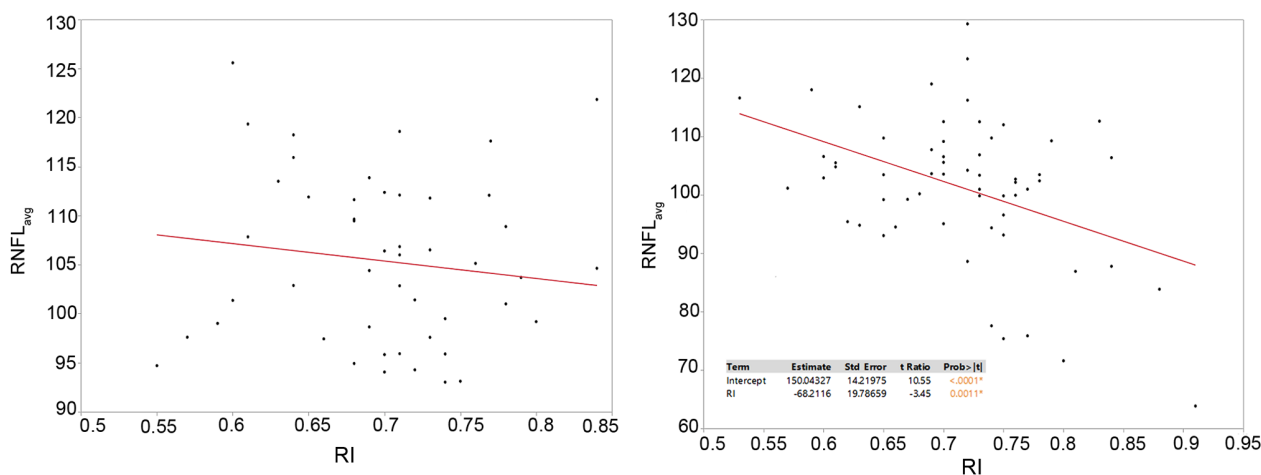 130
125
120
115
110
105
100
95
90
RNFLavg
0.5 0.55 0.6 0.65 0.7 0.75 0.8 0.85
RI
130
120
110
100
90
80
70
60
RNFLavg
Term Estimate Std Error t Ratio Prob>|t|
Intercept 150.04327 14.21975 10.55 <.0001*
RI -68.2116 19.78659 -3.45 0.0011*
0.5 0.55 0.6 0.65 0.7 0.75 0.8 0.85 0.9 0.95
RI